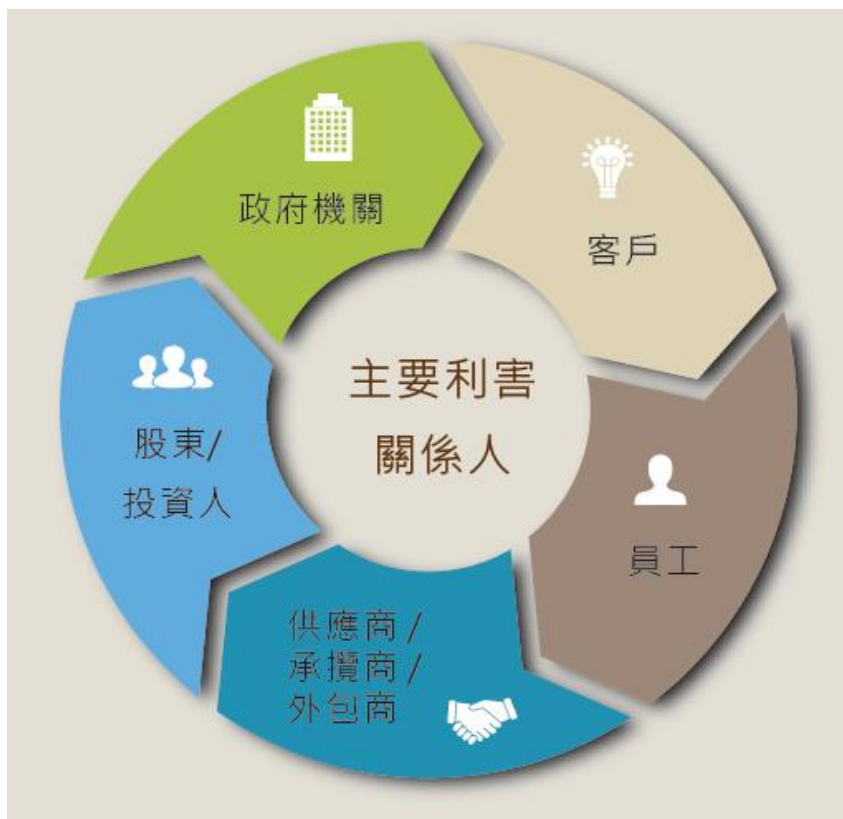 政府機關
客戶
員工
供應商/
承攬商/
外包商
股東/
投資人
主要利害
關係人